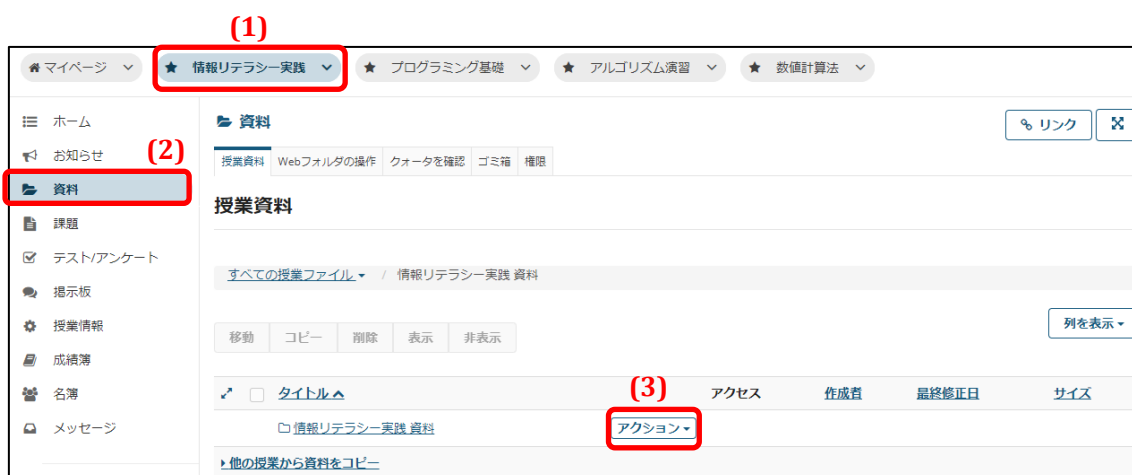 (1)
マイページ 情報リテラシー実践 プログラミング基礎 アルゴリズム演習 数値計算法
ホーム
お知らせ
(2)
資料
課題
テスト/アンケート
掲示板
授業情報
成績簿
名簿
メッセージ
資料
リンク
授業資料 Webフォルダの操作 クォータを確認 ゴミ箱 権限
授業資料
すべての授業ファイル / 情報リテラシー実践 資料
列を表示
移動 コピー 削除 表示 非表示
(3)
タイトル アクセス 作成者 最終修正日 サイズ
情報リテラシー実践 資料 アクション
他の授業から資料をコピー